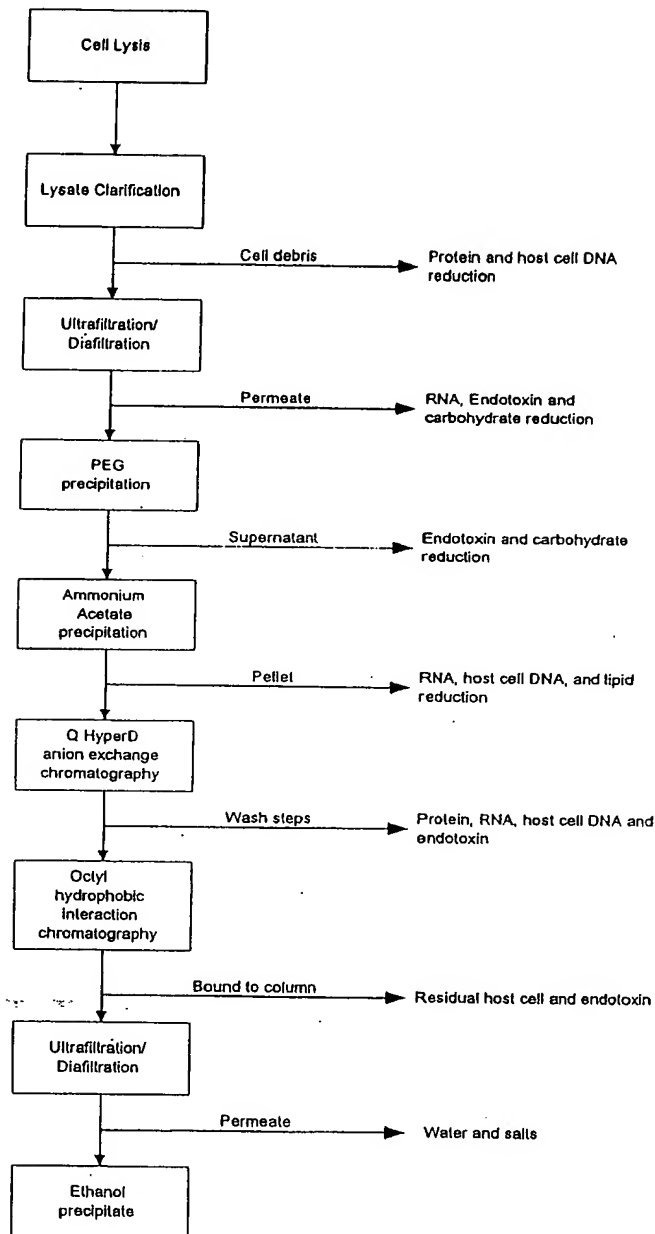 Cell Lysis
Lysate Clarification
Cell debris
Protein and host cell DNA
reduction
Ultrafiltration/
Diafiltration
Permeate
RNA, Endotoxin and
carbohydrate reduction
PEG
precipitation
Supernatant
Endotoxin and carbohydrate
reduction
Ammonium
Acetate
precipitation
Pellet
RNA, host cell DNA, and lipid
reduction
Q HyperD
anion exchange
chromatography
Wash steps
Protein, RNA, host cell DNA and
endotoxin
Octyl
hydrophobic
Interaction
chromatography
Bound to column
Residual host cell and endotoxin
Ultrafiltration/
Diafiltration
Permeate
Water and salts
Ethanol
precipitate